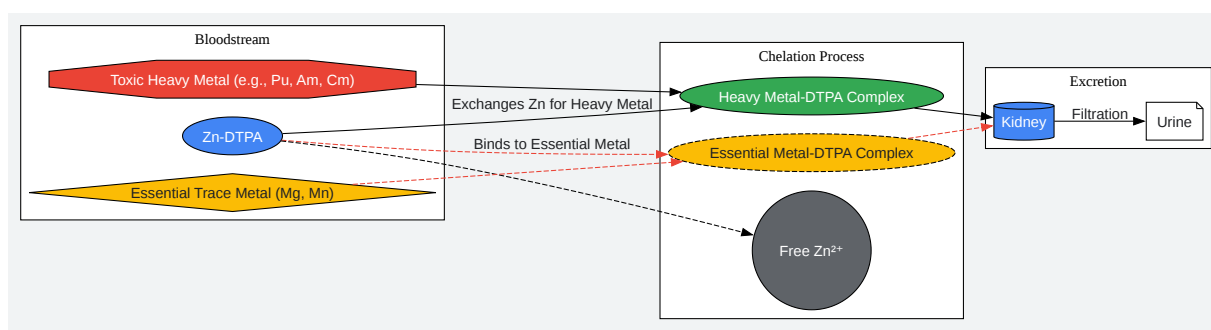 Bloodstream
Toxic Heavy Metal (e.g., Pu, Am, Cm)
Zn-DTPA
Essential Trace Metal (Mg, Mn)
Exchanges Zn for Heavy Metal
Binds to Essential Metal
Chelation Process
Heavy Metal-DTPA Complex
Essential Metal-DTPA Complex
Free Zn²⁺
Excretion
Kidney
Filtration
Urine